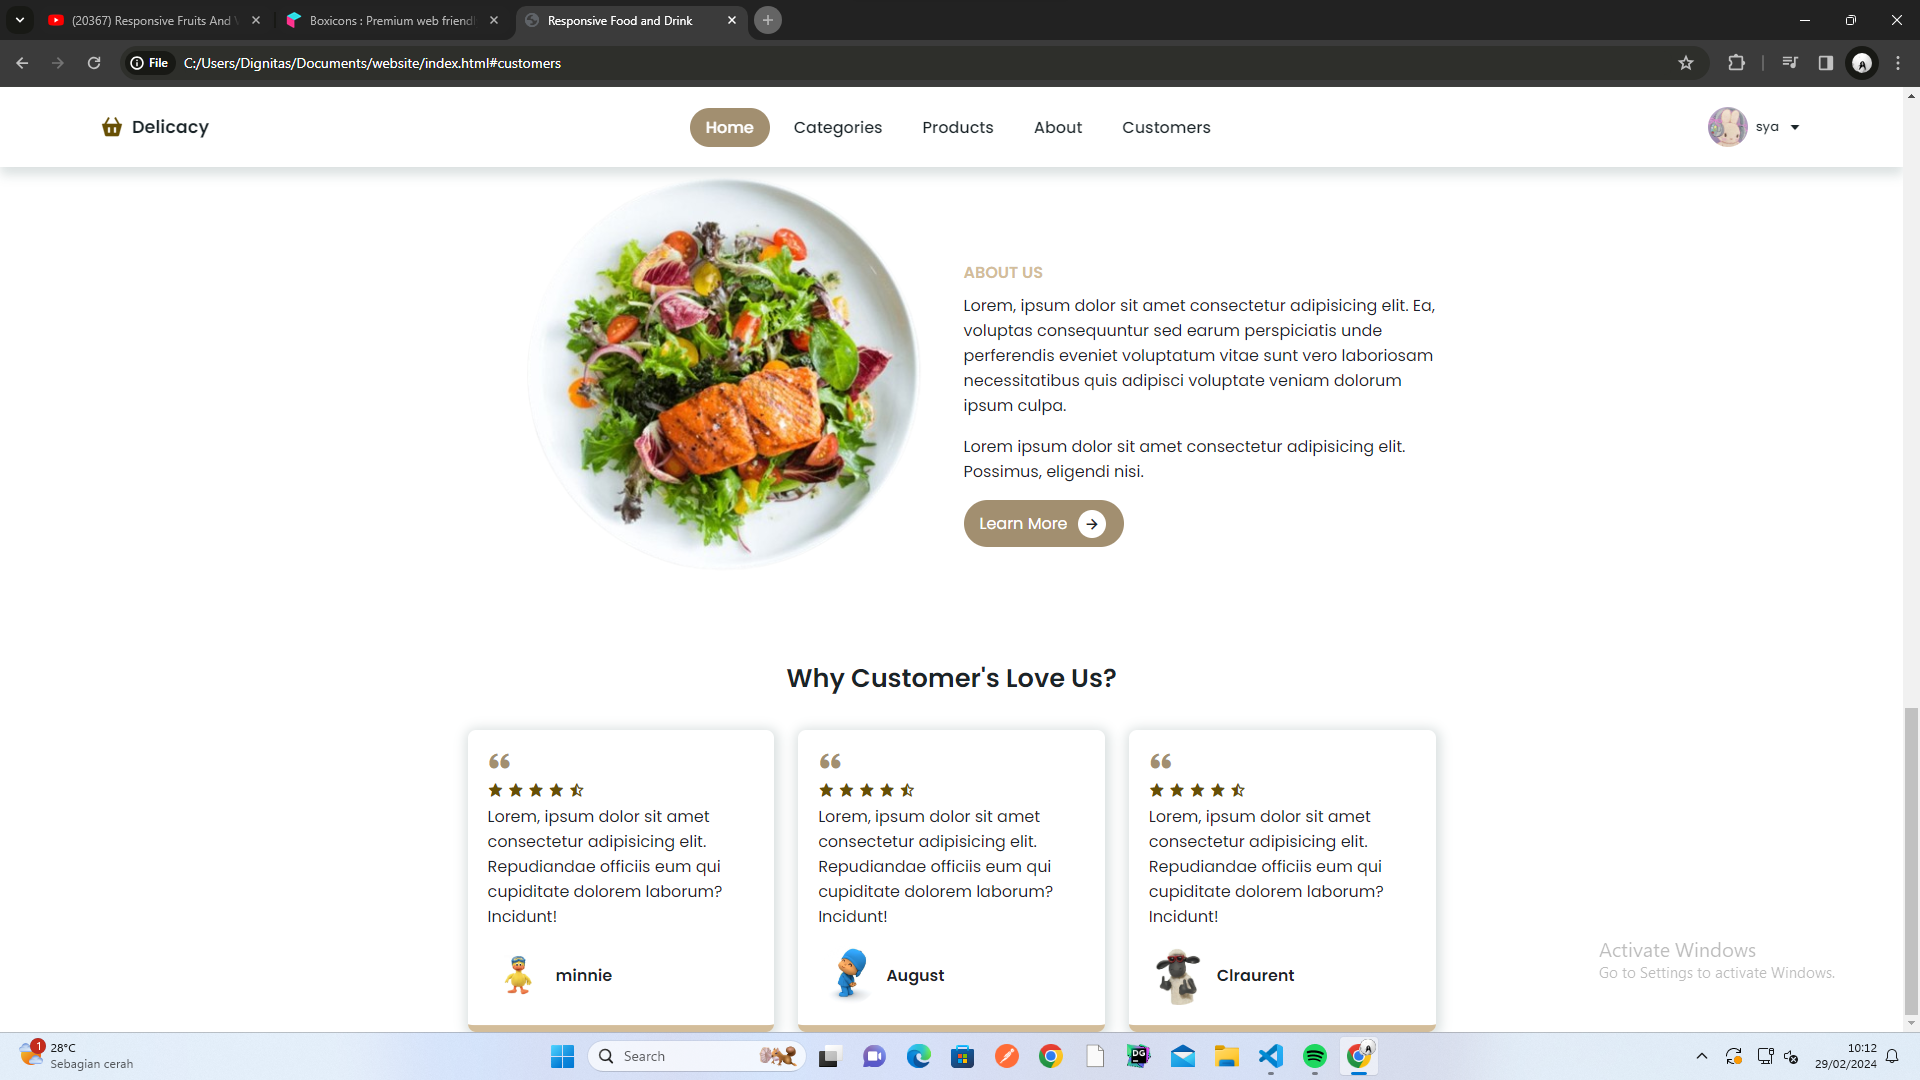 (20367) Responsive Fruits And
Boxicons : Premium web friend
Responsive Food and Drink
File
C:/Users/Dignitas/Documents/website/index.html#customers
Delicacy
Home
Categories
Products
About
Customers
sya
ABOUT US
Lorem, ipsum dolor sit amet consectetur adipisicing elit. Ea,
voluptas consequuntur sed earum perspiciatis unde
perferendis eveniet voluptatum vitae sunt vero laboriosam
necessitatibus quis adipisci voluptate veniam dolorum
ipsum culpa.
Lorem ipsum dolor sit amet consectetur adipisicing elit.
Possimus, eligendi nisi.
Learn More
Why Customer's Love Us?
Lorem, ipsum dolor sit amet
consectetur adipisicing elit.
Repudiandae officiis eum qui
cupiditate dolorem laborum?
Incidunt!
minnie
Lorem, ipsum dolor sit amet
consectetur adipisicing elit.
Repudiandae officiis eum qui
cupiditate dolorem laborum?
Incidunt!
August
Lorem, ipsum dolor sit amet
consectetur adipisicing elit.
Repudiandae officiis eum qui
cupiditate dolorem laborum?
Incidunt!
Clraurent
Activate Windows
Go to Settings to activate Windows.
1
28°C
Sebagian cerah
Search
DG
10:12
29/02/2024